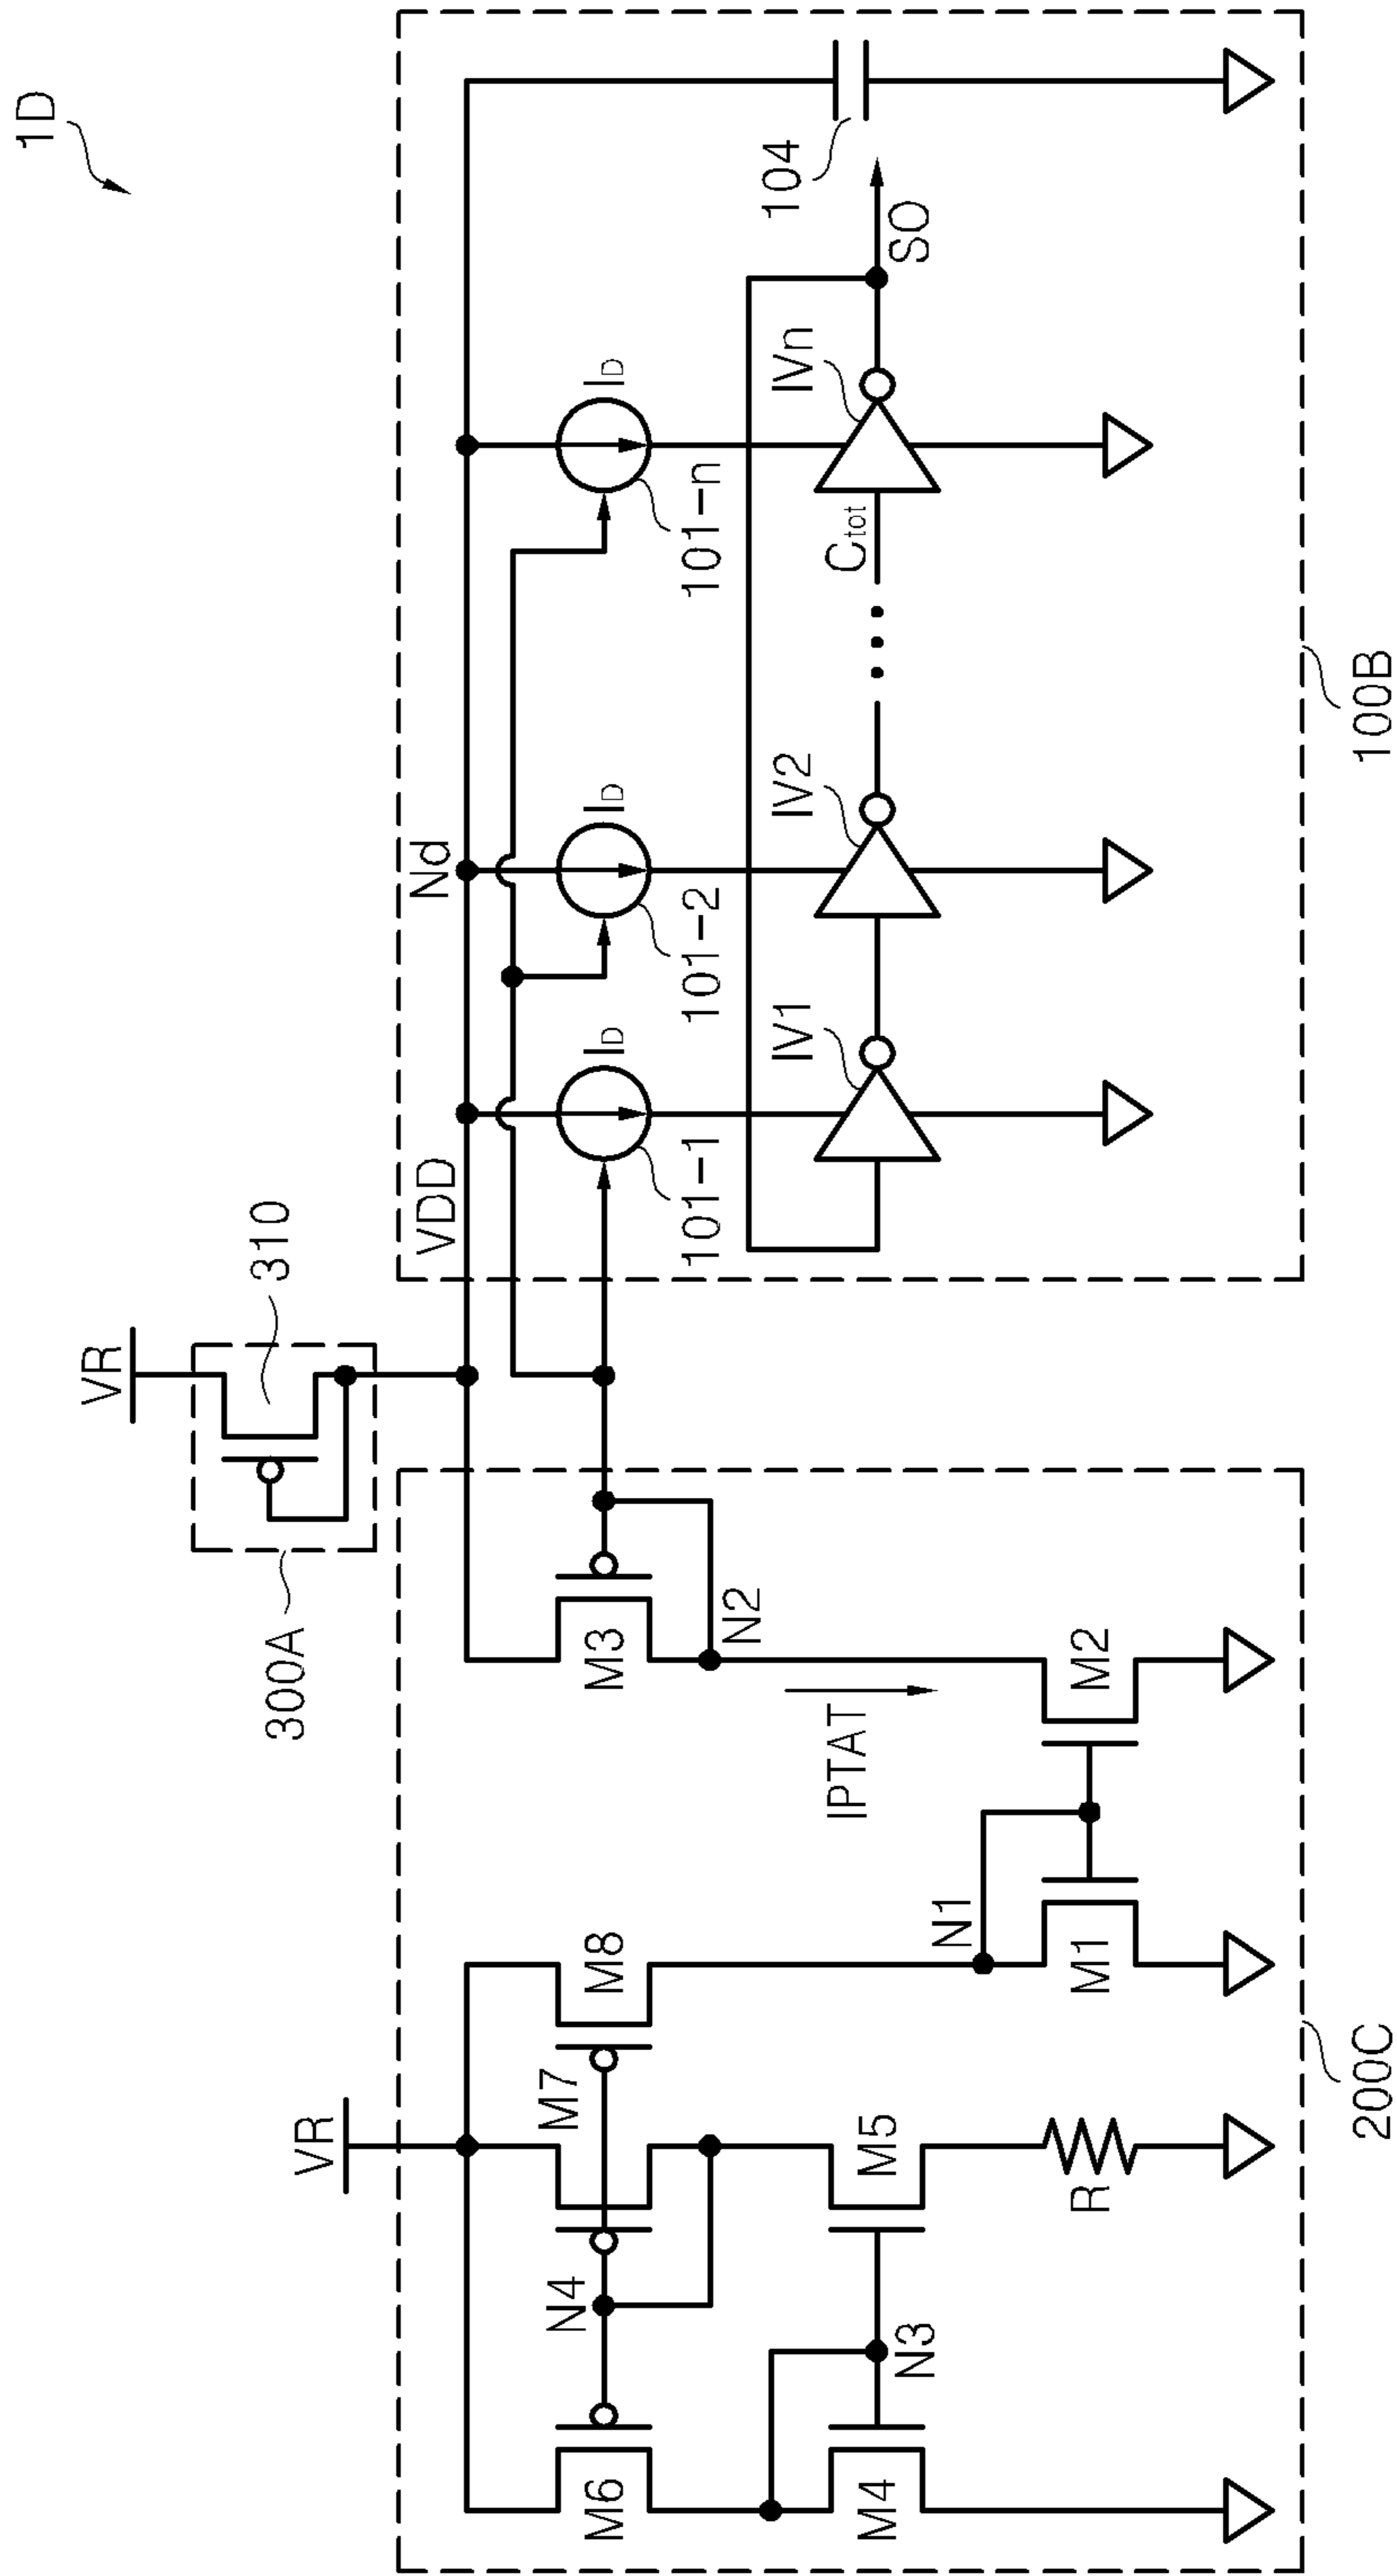 1D
VR
310
300A
VR
VDD
Nd
M6
N4
M7
M8
M3
ID
ID
ID
101-1
101-2
101-n
104
N2
IV1
IV2
IVn
IPTAT
Ctot
SO
M4
N3
M5
N1
R
M1
M2
200C
100B